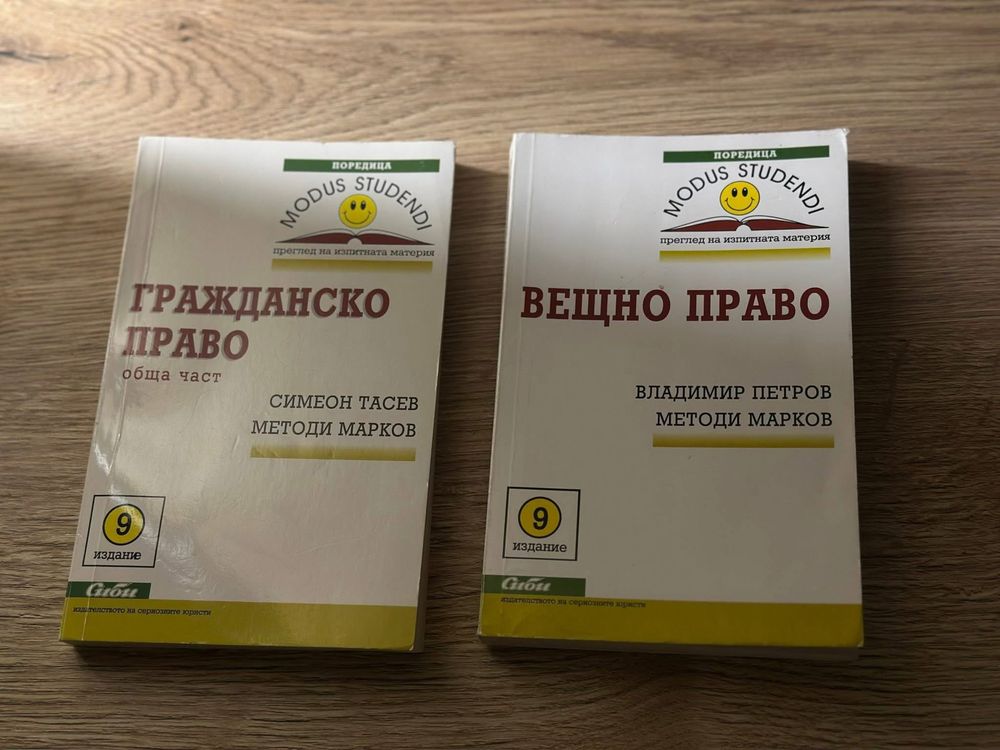 ПОРЕДИЦА
MODUS STUDENDI
преглед на изпитната материя
ГРАЖДАНСКО
ПРАВО
обща част
СИМЕОН ТАСЕВ
МЕТОДИ МАРКОВ
9
издание
Сиби
издателството на сериозните юристи
ПОРЕДИЦА
MODUS STUDENDI
преглед на изпитната материя
ВЕЩНО ПРАВО
ВЛАДИМИР ПЕТРОВ
МЕТОДИ МАРКОВ
9
издание
Сиби
издателството на сериозните юристи